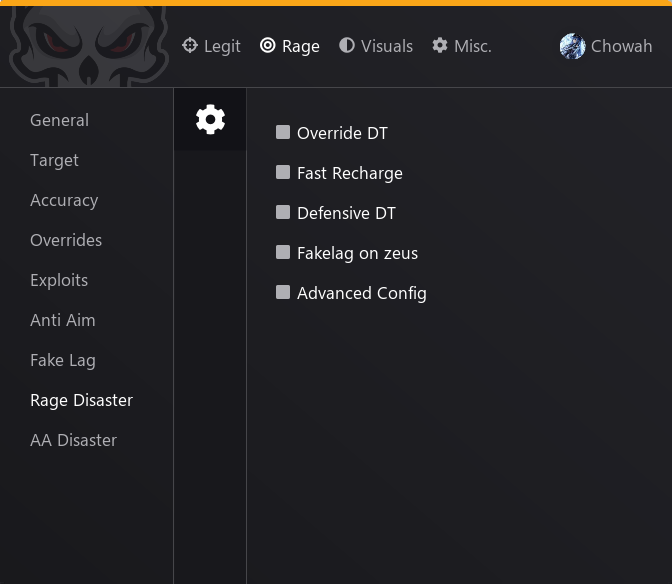 Legit
Rage
Visuals
Misc.
Chowah
General
Target
Accuracy
Overrides
Exploits
Anti Aim
Fake Lag
Rage Disaster
AA Disaster
Override DT
Fast Recharge
Defensive DT
Fakelag on zeus
Advanced Config